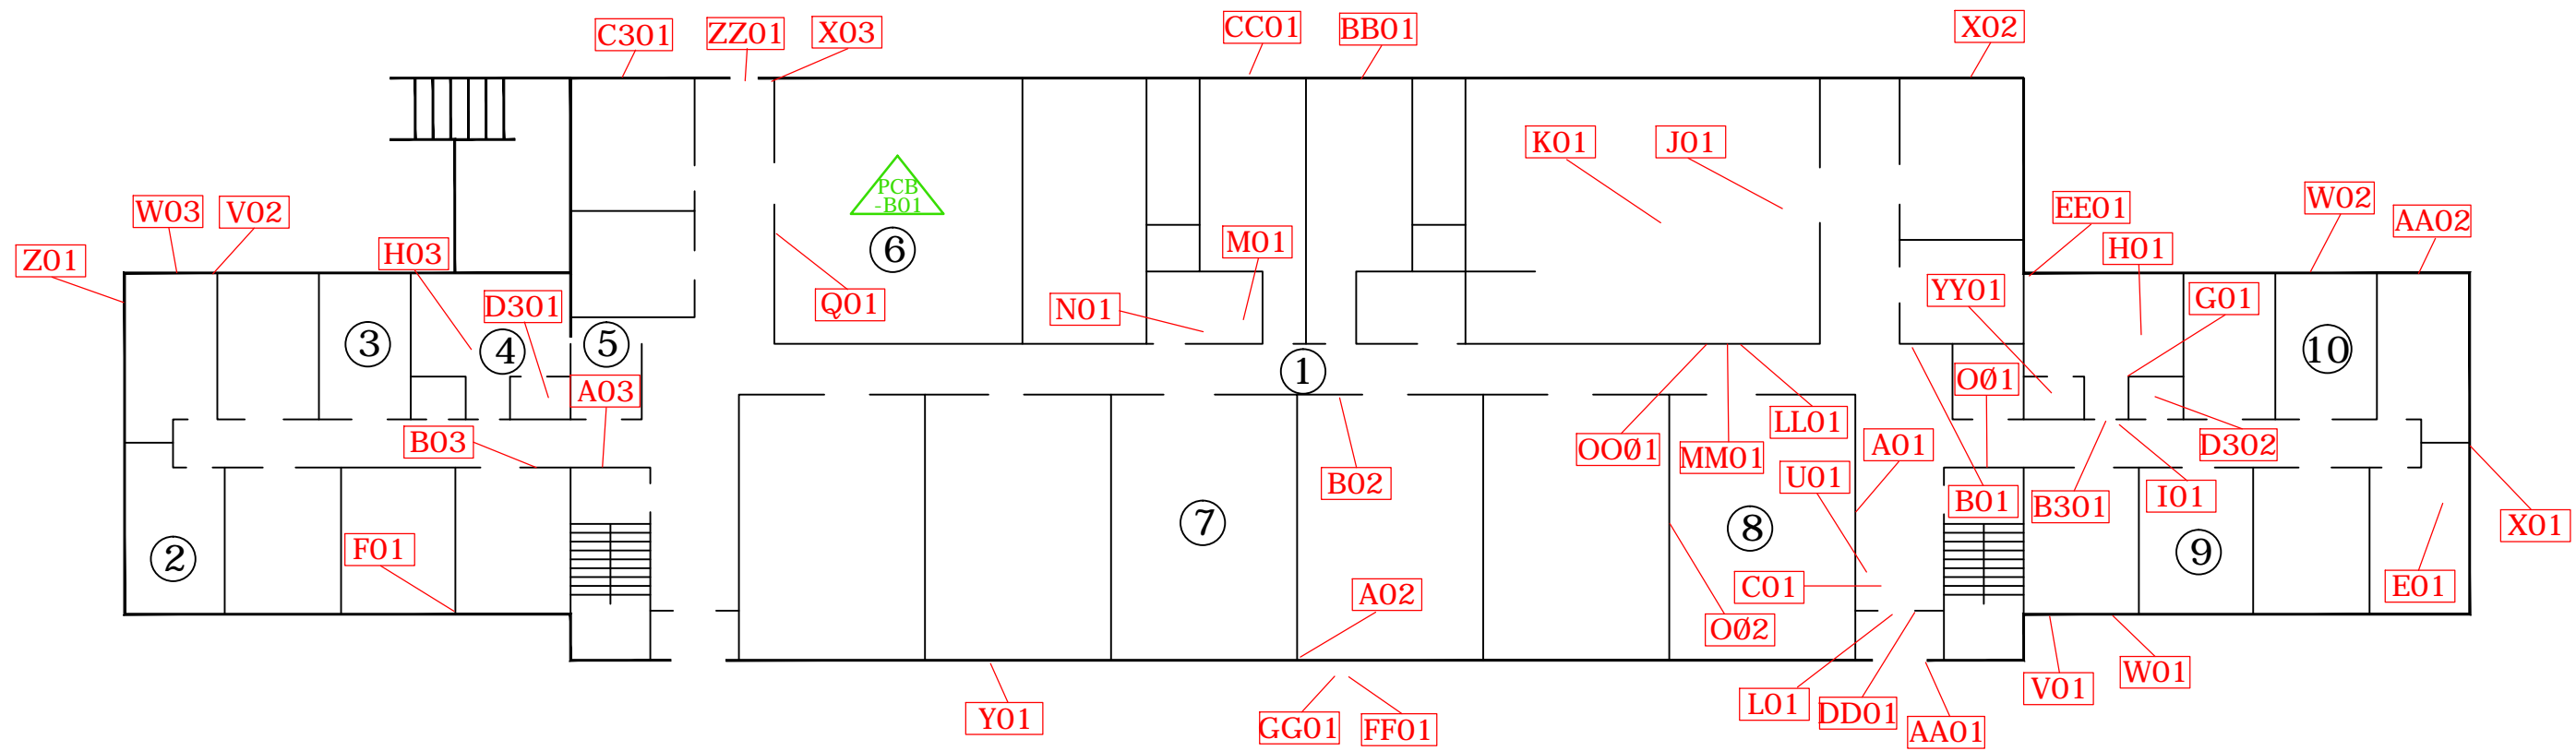 C301
ZZ01
X03
CC01
BB01
X02
K01
J01
PCB
-B01
W03
V02
EE01
W02
AA02
H03
Z01
6
M01
H01
D301
Q01
N01
YY01
G01
3
4
5
1
10
A03
OØ1
B03
OOØ1
MM01
LL01
A01
D302
B02
U01
B01
B301
I01
2
F01
7
8
9
X01
C01
E01
A02
OØ2
Y01
GG01
FF01
L01
DD01
AA01
V01
W01